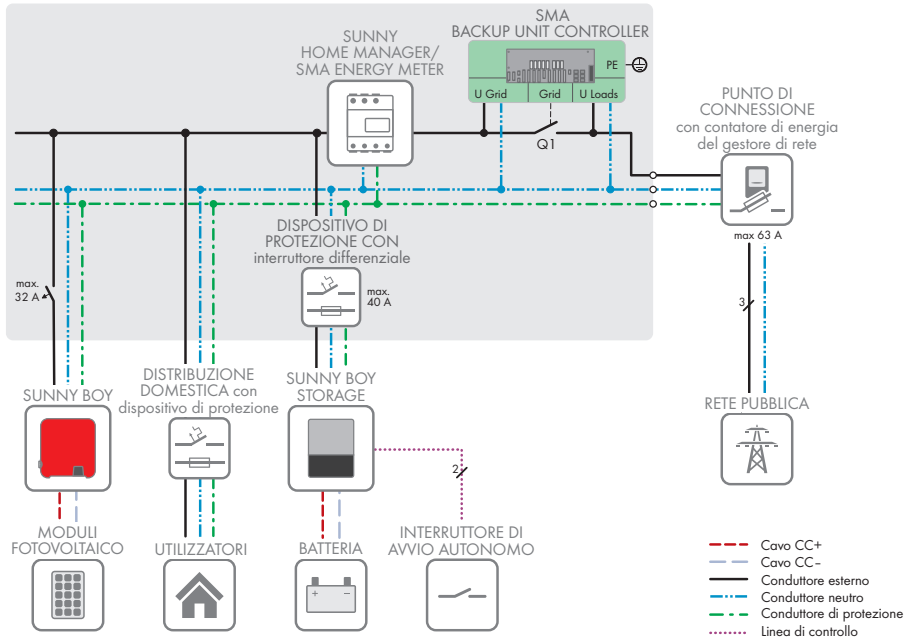 SUNNY
HOME MANAGER/
SMA ENERGY METER
SMA
BACKUP UNIT CONTROLLER
PE
U Grid
Grid
U Loads
Q1
PUNTO DI
CONNESSIONE
con contatore di energia
del gestore di rete
max 63 A
DISPOSITIVO DI
PROTEZIONE CON
interruttore differenziale
max.
40 A
max.
32 A
3
SUNNY BOY
DISTRIBUZIONE
DOMESTICA con
dispositivo di protezione
SUNNY BOY
STORAGE
RETE PUBBLICA
2
MODULI
FOTOVOLTAICO
UTILIZZATORI
BATTERIA
+ −
INTERRUTTORE DI
AVVIO AUTONOMO
Cavo CC+
Cavo CC−
Conduttore esterno
Conduttore neutro
Conduttore di protezione
Linea di controllo